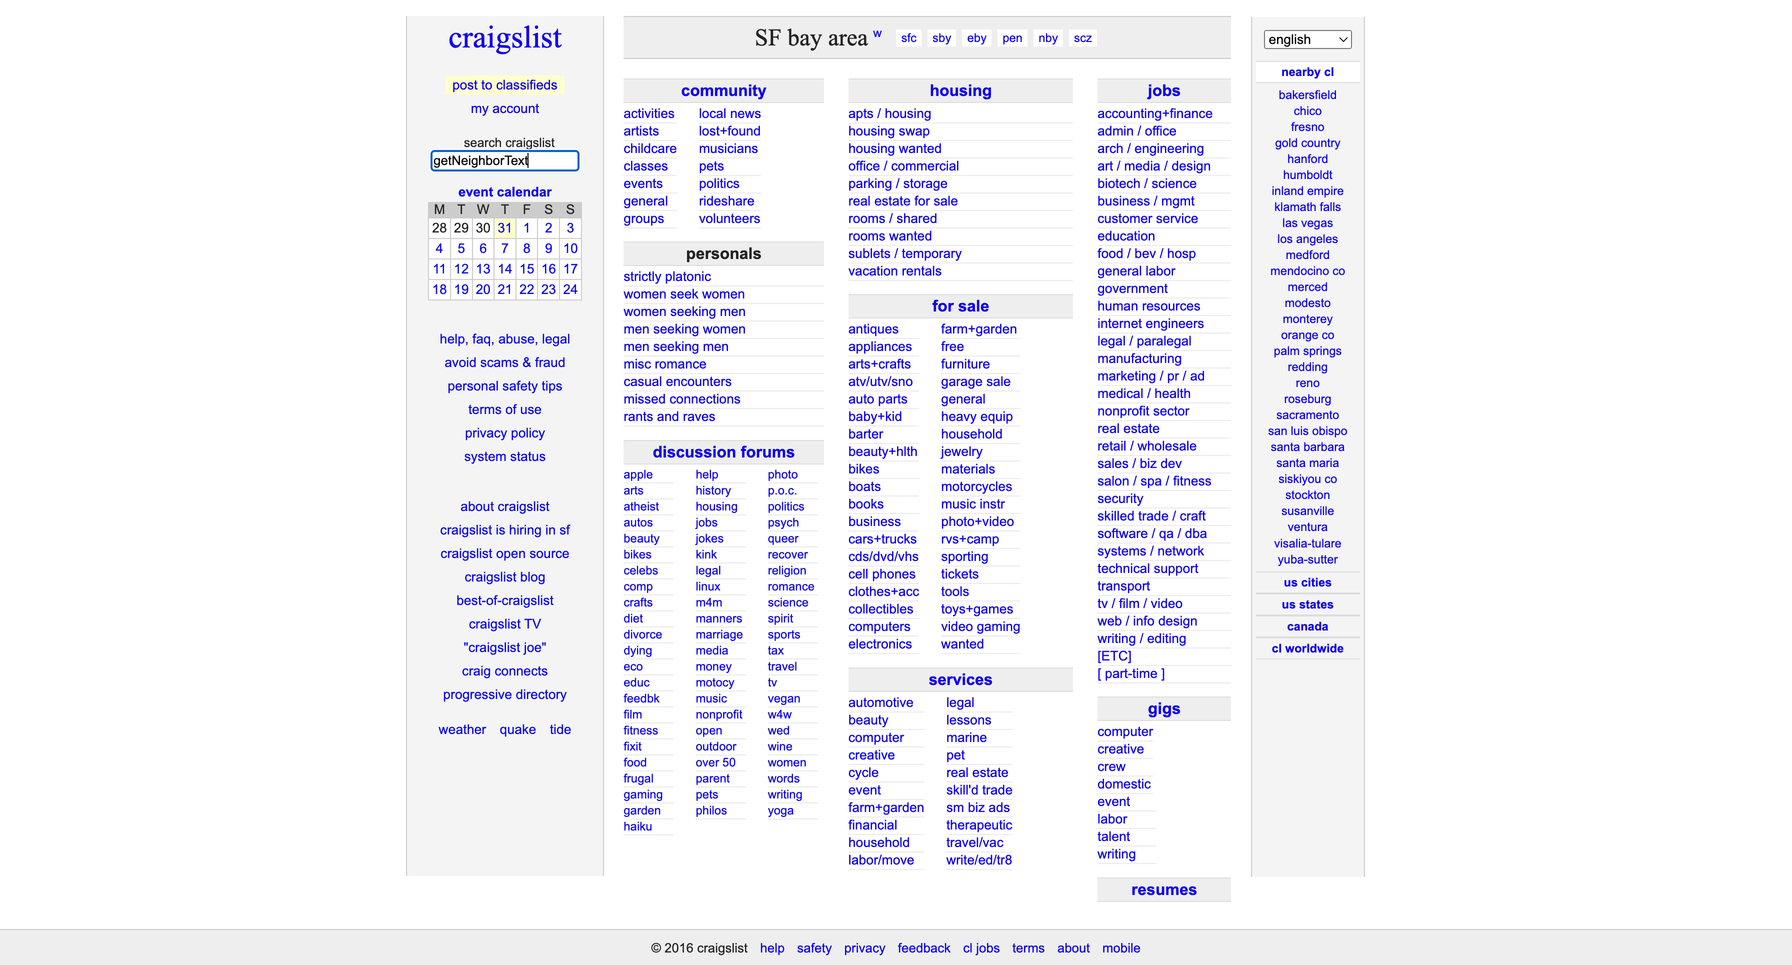 craigslist
post to classifieds
my account
search craigslist
getNeighborText
event calendar
M T W T F S S
28 29 30 31 1 2 3
4 5 6 7 8 9 10
11 12 13 14 15 16 17
18 19 20 21 22 23 24
help, faq, abuse, legal
avoid scams & fraud
personal safety tips
terms of use
privacy policy
system status
about craigslist
craigslist is hiring in sf
craigslist open source
craigslist blog
best-of-craigslist
craigslist TV
"craigslist joe"
craig connects
progressive directory
weather quake tide
SF bay area w sfc sby eby pen nby scz
community
activities
artists
childcare
classes
events
general
groups
local news
lost+found
musicians
pets
politics
rideshare
volunteers
personals
strictly platonic
women seek women
women seeking men
men seeking women
men seeking men
misc romance
casual encounters
missed connections
rants and raves
discussion forums
apple
arts
atheist
autos
beauty
bikes
celebs
comp
crafts
diet
divorce
dying
eco
educ
feedbk
film
fitness
fixit
food
frugal
gaming
garden
haiku
help
history
housing
jobs
jokes
kink
legal
linux
m4m
manners
marriage
media
money
motocy
music
nonprofit
open
outdoor
over 50
parent
pets
philos
photo
p.o.c.
politics
psych
queer
recover
religion
romance
science
spirit
sports
tax
travel
tv
vegan
w4w
wed
wine
women
words
writing
yoga
housing
apts / housing
housing swap
housing wanted
office / commercial
parking / storage
real estate for sale
rooms / shared
rooms wanted
sublets / temporary
vacation rentals
for sale
antiques
appliances
arts+crafts
atv/utv/sno
auto parts
baby+kid
barter
beauty+hlth
bikes
boats
books
business
cars+trucks
cds/dvd/vhs
cell phones
clothes+acc
collectibles
computers
electronics
farm+garden
free
furniture
garage sale
general
heavy equip
household
jewelry
materials
motorcycles
music instr
photo+video
rvs+camp
sporting
tickets
tools
toys+games
video gaming
wanted
services
automotive
beauty
computer
creative
cycle
event
farm+garden
financial
household
labor/move
legal
lessons
marine
pet
real estate
skill'd trade
sm biz ads
therapeutic
travel/vac
write/ed/tr8
jobs
accounting+finance
admin / office
arch / engineering
art / media / design
biotech / science
business / mgmt
customer service
education
food / bev / hosp
general labor
government
human resources
internet engineers
legal / paralegal
manufacturing
marketing / pr / ad
medical / health
nonprofit sector
real estate
retail / wholesale
sales / biz dev
salon / spa / fitness
security
skilled trade / craft
software / qa / dba
systems / network
technical support
transport
tv / film / video
web / info design
writing / editing
[ETC]
[ part-time ]
gigs
computer
creative
crew
domestic
event
labor
talent
writing
resumes
english
nearby cl
bakersfield
chico
fresno
gold country
hanford
humboldt
inland empire
klamath falls
las vegas
los angeles
medford
mendocino co
merced
modesto
monterey
orange co
palm springs
redding
reno
roseburg
sacramento
san luis obispo
santa barbara
santa maria
siskiyou co
stockton
susanville
ventura
visalia-tulare
yuba-sutter
us cities
us states
canada
cl worldwide
© 2016 craigslist help safety privacy feedback cl jobs terms about mobile